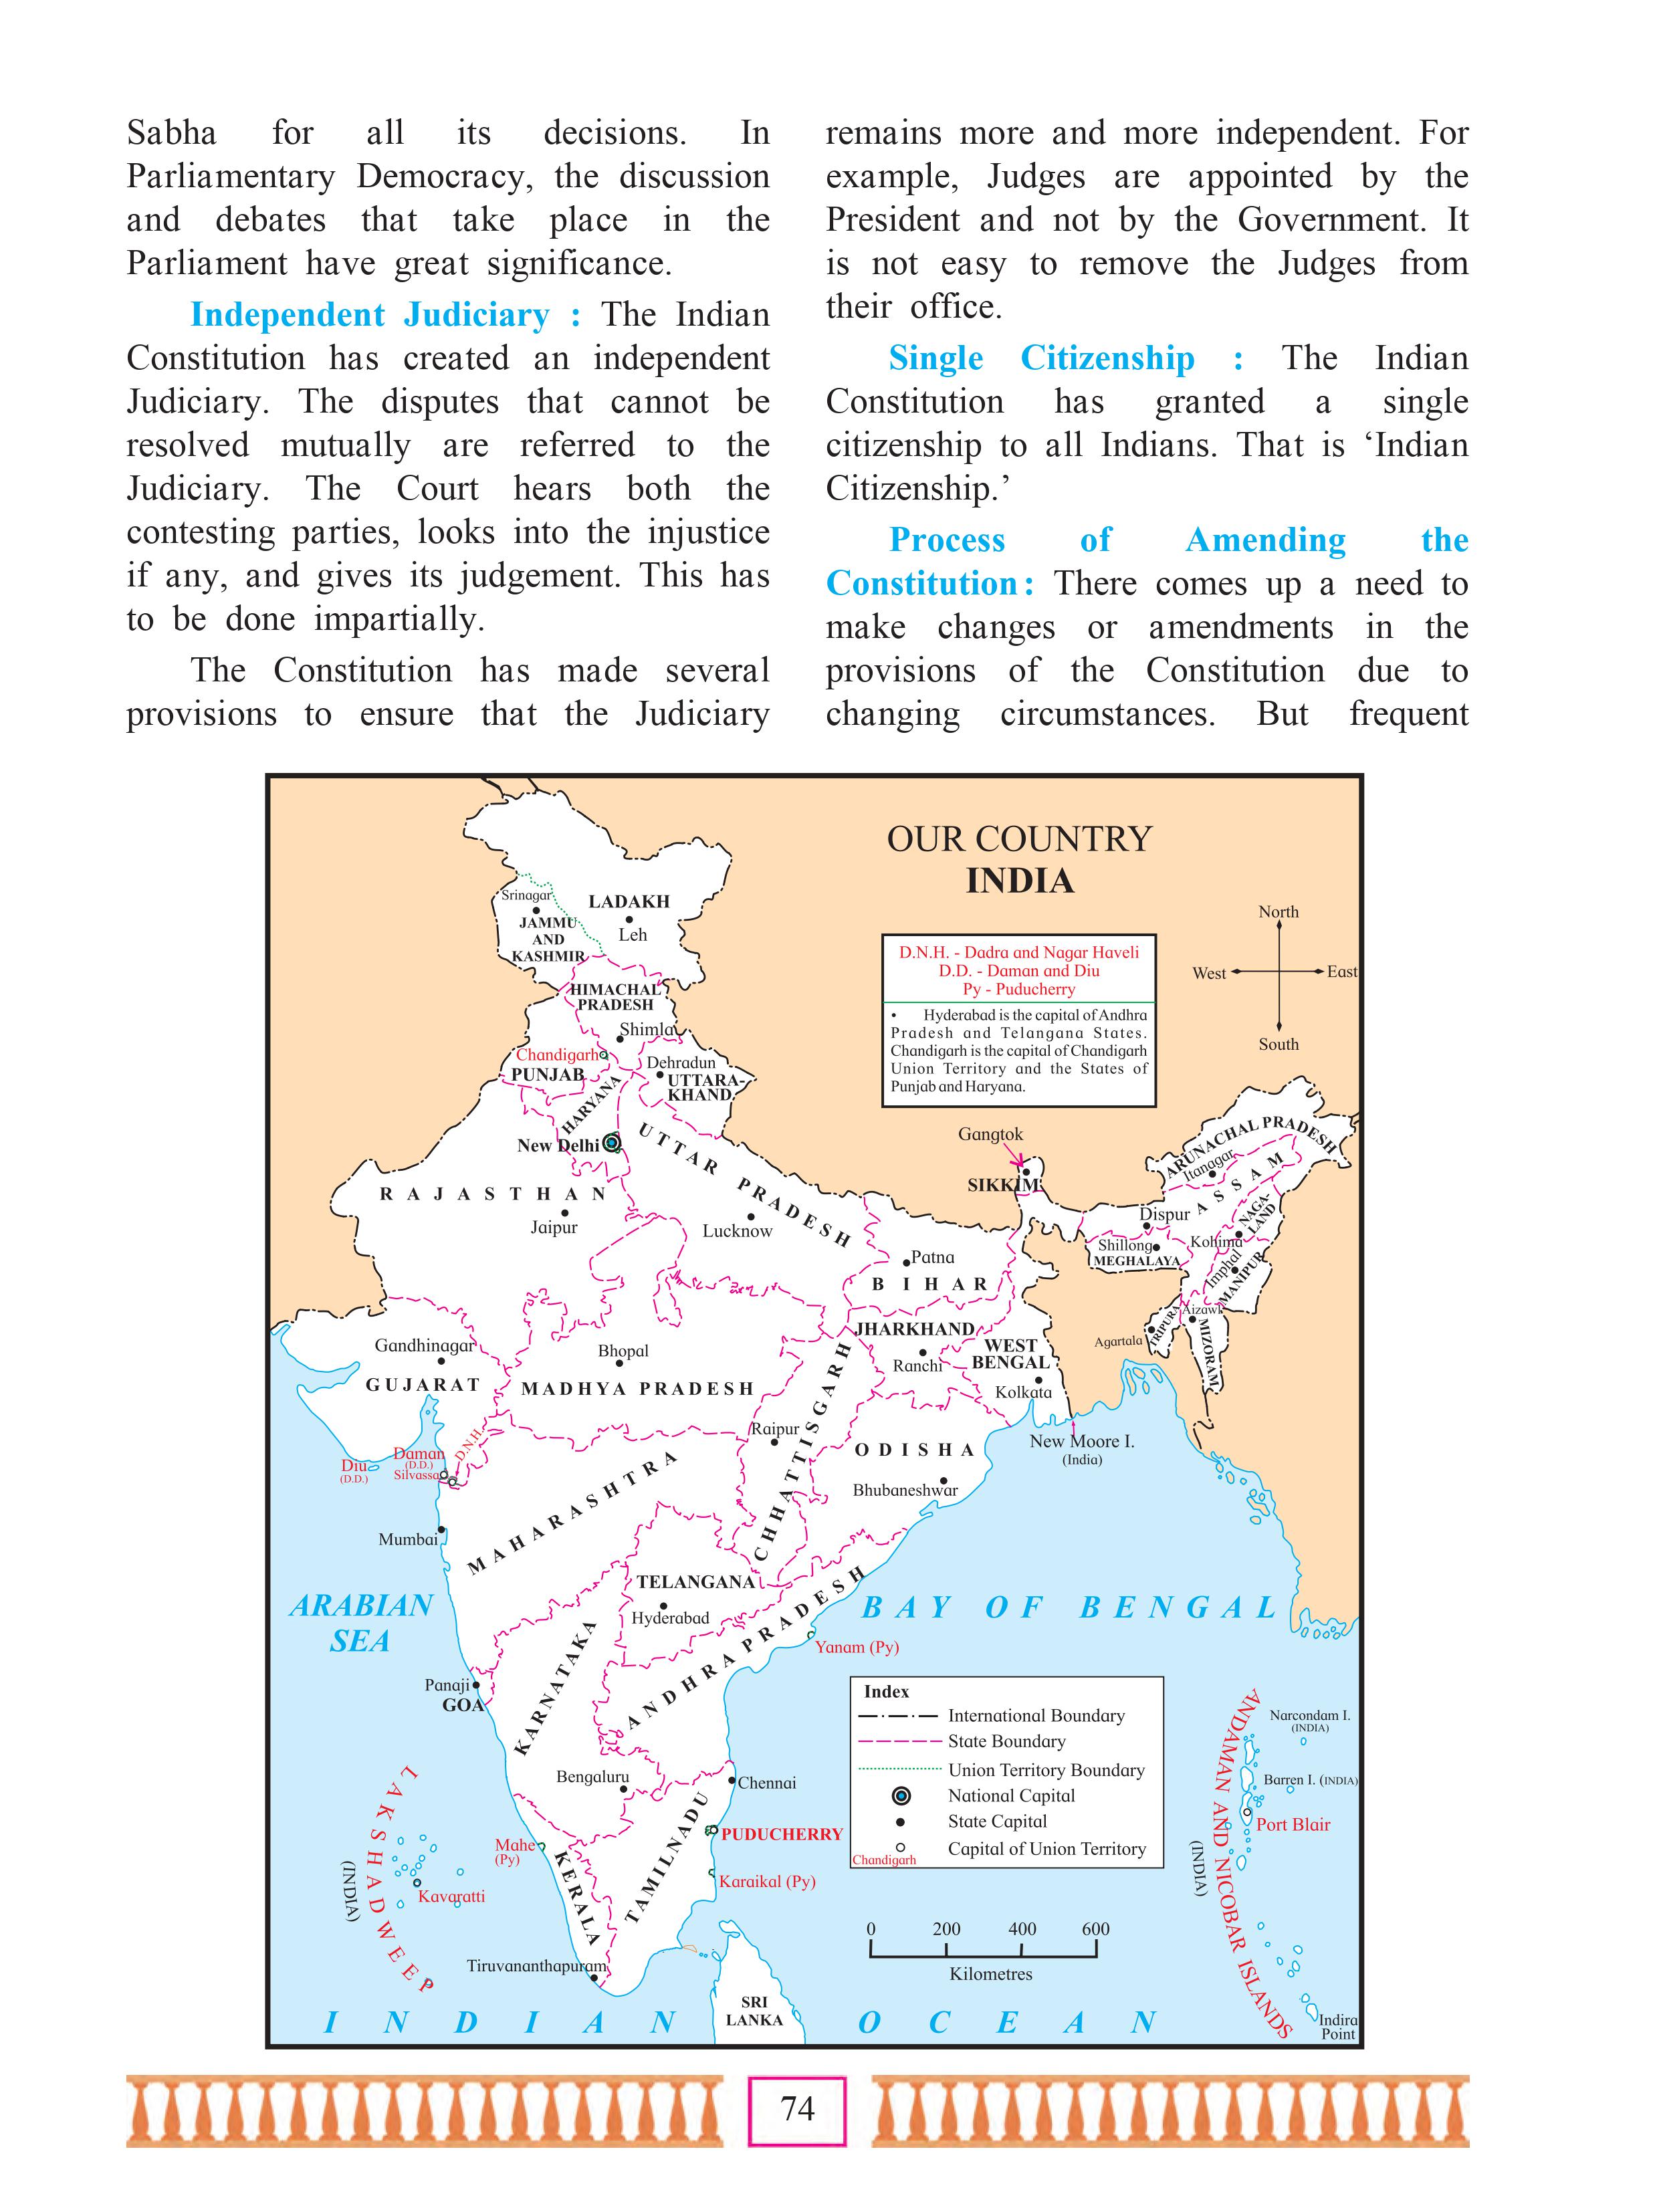 Sabha for all its decisions. In
Parliamentary Democracy, the discussion
and debates that take place in the
Parliament have great significance.
Independent Judiciary : The Indian
Constitution has created an independent
Judiciary. The disputes that cannot be
resolved mutually are referred to the
Judiciary. The Court hears both the
contesting parties, looks into the injustice
if any, and gives its judgement. This has
to be done impartially.
The Constitution has made several
provisions to ensure that the Judiciary
remains more and more independent. For
example, Judges are appointed by the
President and not by the Government. It
is not easy to remove the Judges from
their office.
Single Citizenship : The Indian
Constitution has granted a single
citizenship to all Indians. That is ‘Indian
Citizenship.’
Process of Amending the
Constitution : There comes up a need to
make changes or amendments in the
provisions of the Constitution due to
changing circumstances. But frequent
OUR COUNTRY
INDIA
D.N.H. - Dadra and Nagar Haveli
D.D. - Daman and Diu
Py - Puducherry
• Hyderabad is the capital of Andhra
Pradesh and Telangana States.
Chandigarh is the capital of Chandigarh
Union Territory and the States of
Punjab and Haryana.
North
West
East
South
Srinagar
JAMMU
AND
KASHMIR
LADAKH
Leh
HIMACHAL
PRADESH
Shimla
Chandigarh
PUNJAB
Dehradun
UTTARA-
KHAND
HARYANA
New Delhi
UTTAR PRADESH
Lucknow
RAJASTHAN
Jaipur
Gangtok
SIKKIM
ARUNACHAL PRADESH
Itanagar
ASSAM
Dispur
NAGA-
LAND
Kohima
Shillong
MEGHALAYA
Imphal
MANIPUR
Aizawl
MIZORAM
TRIPURA
Agartala
Patna
BIHAR
JHARKHAND
Ranchi
WEST
BENGAL
Kolkata
New Moore I.
(India)
Gandhinagar
GUJARAT
Bhopal
MADHYA PRADESH
Raipur
CHHATTISGARH
ODISHA
Bhubaneshwar
Diu
(D.D.)
Daman
(D.D.)
Silvassa
D.N.H.
Mumbai
MAHARASHTRA
TELANGANA
Hyderabad
ANDHRA PRADESH
Yanam (Py)
ARABIAN
SEA
BAY OF BENGAL
Panaji
GOA
KARNATAKA
Bengaluru
Chennai
TAMILNADU
PUDUCHERRY
Karaikal (Py)
Mahe
(Py)
KERALA
Tiruvananthapuram
LAKSHADWEEP
(INDIA)
Kavaratti
SRI
LANKA
INDIAN OCEAN
Index
International Boundary
State Boundary
Union Territory Boundary
National Capital
State Capital
Capital of Union Territory
Chandigarh
0 200 400 600
Kilometres
ANDAMAN AND NICOBAR ISLANDS
(INDIA)
Narcondam I.
(INDIA)
Barren I. (INDIA)
Port Blair
Indira
Point
74